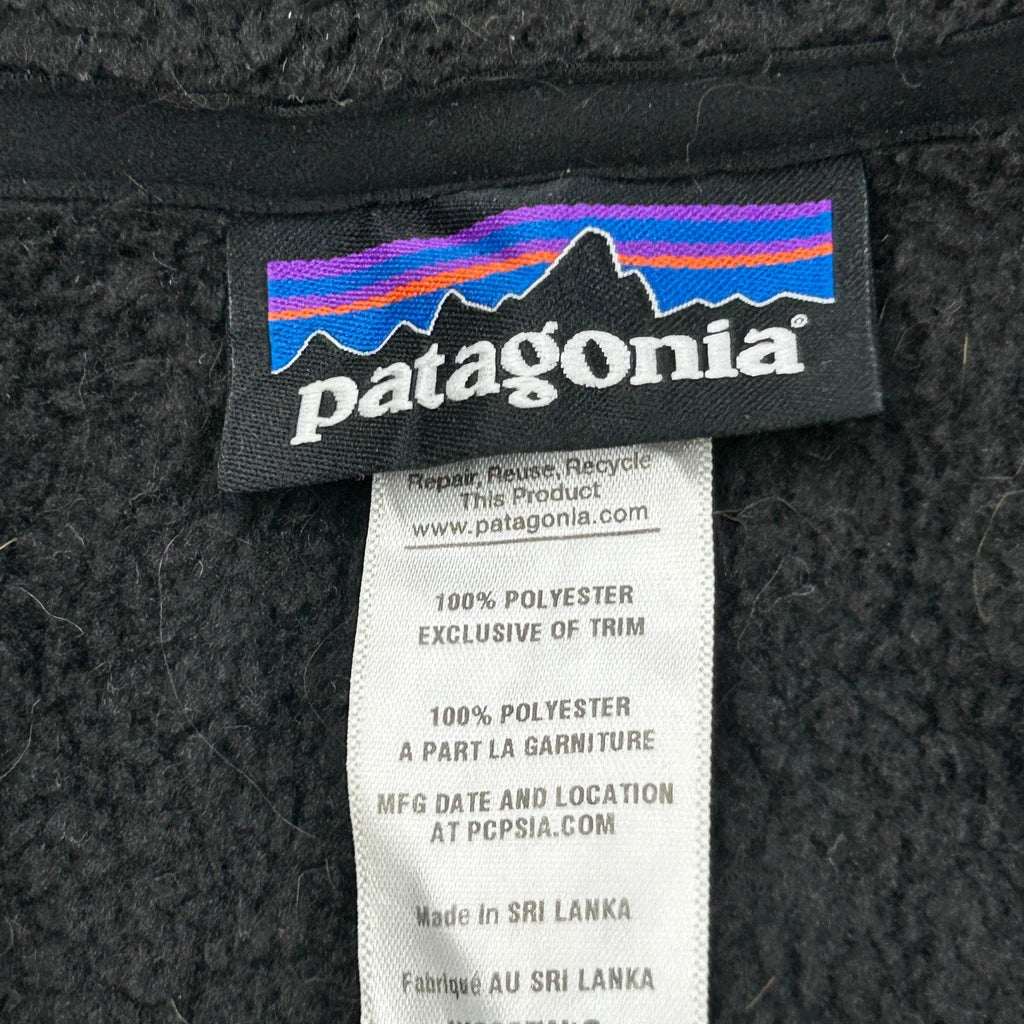 patagonia®
Repair, Reuse, Recycle
This Product
www.patagonia.com
100% POLYESTER
EXCLUSIVE OF TRIM
100% POLYESTER
A PART LA GARNITURE
MFG DATE AND LOCATION
AT PCPSIA.COM
Made in SRI LANKA
Fabriqué AU SRI LANKA